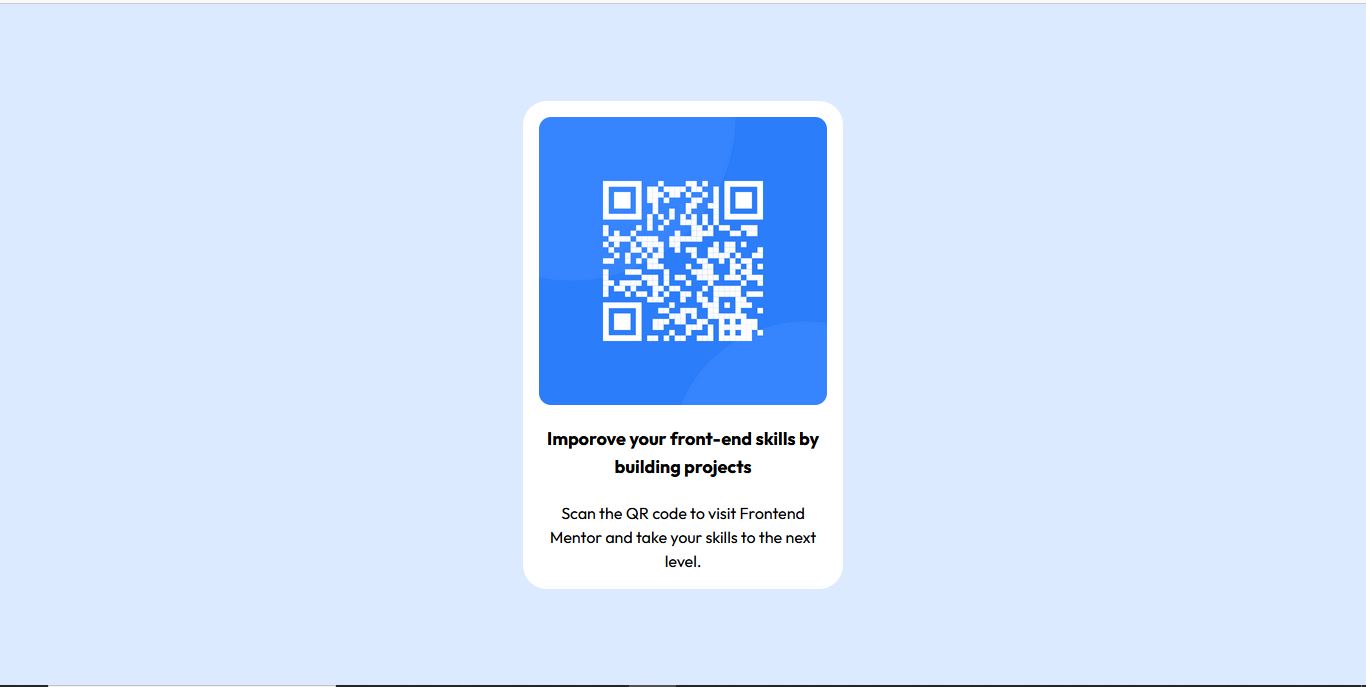 Imporove your front-end skills by
building projects
Scan the QR code to visit Frontend
Mentor and take your skills to the next
level.